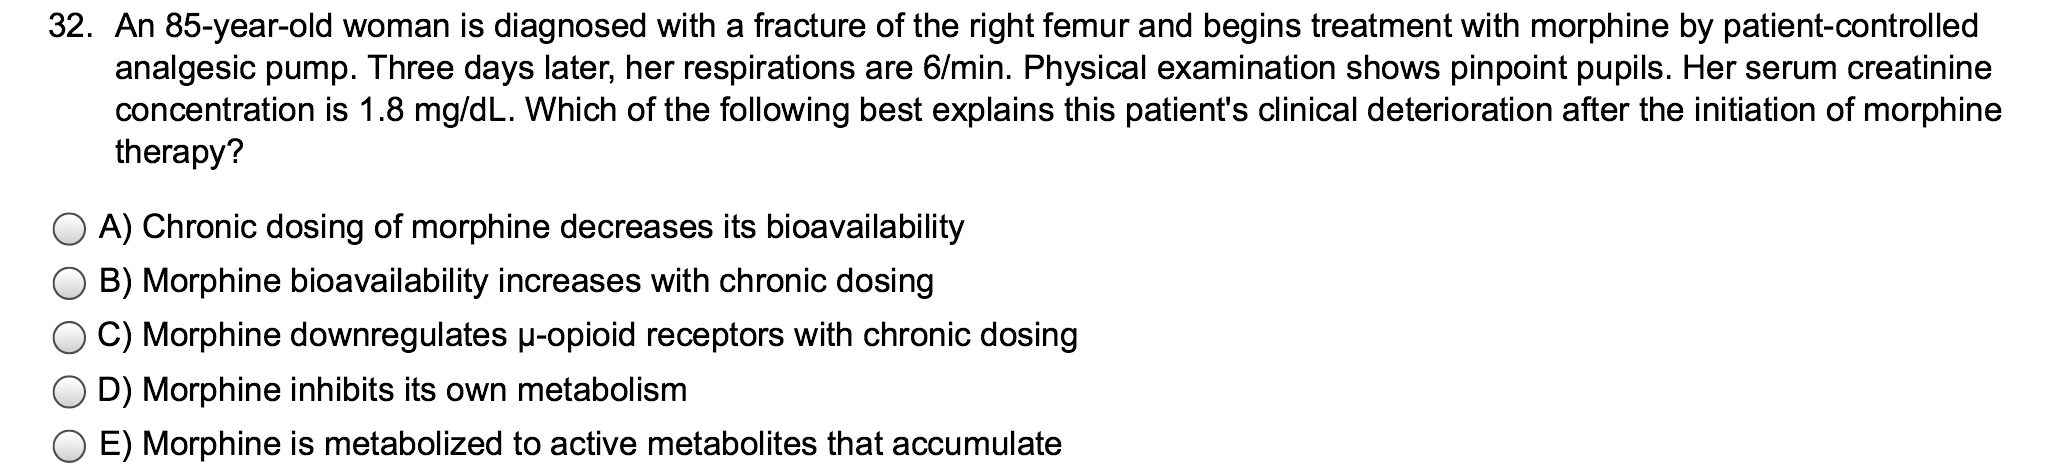 32. An 85-year-old woman is diagnosed with a fracture of the right femur and begins treatment with morphine by patient-controlled
analgesic pump. Three days later, her respirations are 6/min. Physical examination shows pinpoint pupils. Her serum creatinine
concentration is 1.8 mg/dL. Which of the following best explains this patient's clinical deterioration after the initiation of morphine
therapy?
A) Chronic dosing of morphine decreases its bioavailability
B) Morphine bioavailability increases with chronic dosing
C) Morphine downregulates μ-opioid receptors with chronic dosing
D) Morphine inhibits its own metabolism
E) Morphine is metabolized to active metabolites that accumulate